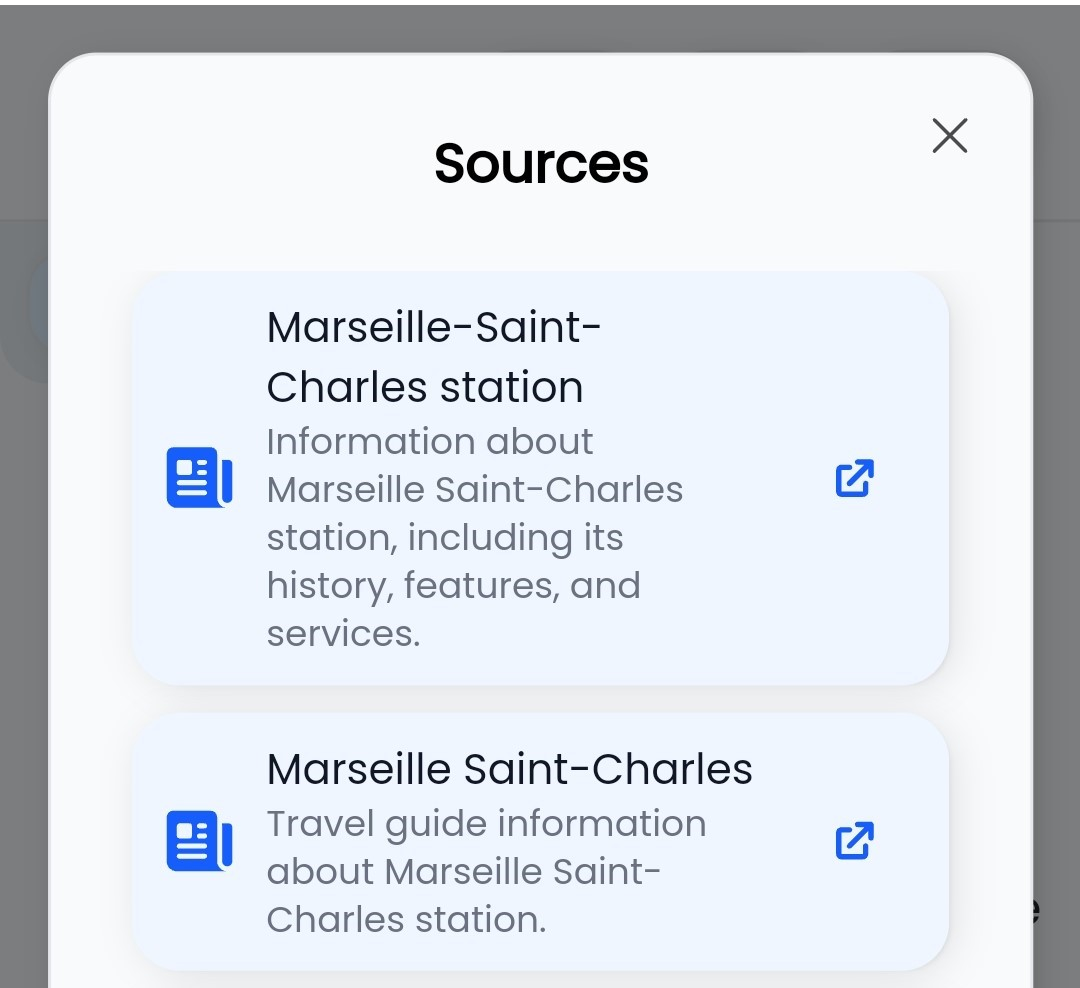 Sources
Marseille-Saint-
Charles station
Information about
Marseille Saint-Charles
station, including its
history, features, and
services.
Marseille Saint-Charles
Travel guide information
about Marseille Saint-
Charles station.